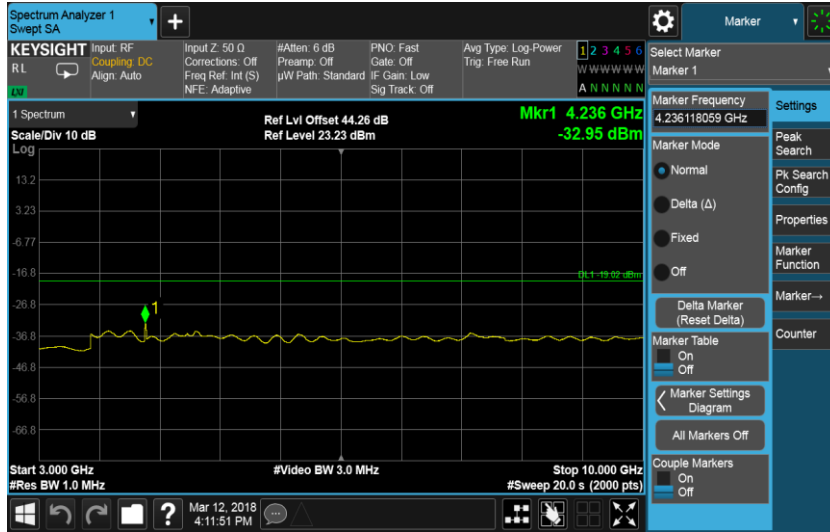 Spectrum Analyzer 1
Swept SA
+
Marker
KEYSIGHT
RL
LXI
Input: RF
Coupling: DC
Align: Auto
Input Z: 50 Ω
Corrections: Off
Freq Ref: Int (S)
NFE: Adaptive
#Atten: 6 dB
Preamp: Off
µW Path: Standard
PNO: Fast
Gate: Off
IF Gain: Low
Sig Track: Off
Avg Type: Log-Power
Trig: Free Run
1 2 3 4 5 6
W W W W W W
A N N N N N
Select Marker
Marker 1
1 Spectrum
Scale/Div 10 dB
Log
Ref Lvl Offset 44.26 dB
Ref Level 23.23 dBm
Mkr1 4.236 GHz
-32.95 dBm
13.2
3.23
-6.77
-16.8
-26.8
-36.8
-46.8
-56.8
-66.8
DL1 -19.02 dBm
1
Start 3.000 GHz
#Res BW 1.0 MHz
#Video BW 3.0 MHz
Stop 10.000 GHz
#Sweep 20.0 s (2000 pts)
Marker Frequency
4.236118059 GHz
Marker Mode
Normal
Delta (Δ)
Fixed
Off
Delta Marker
(Reset Delta)
Marker Table
On
Off
Marker Settings
Diagram
All Markers Off
Couple Markers
On
Off
Settings
Peak
Search
Pk Search
Config
Properties
Marker
Function
Marker→
Counter
?
Mar 12, 2018
4:11:51 PM